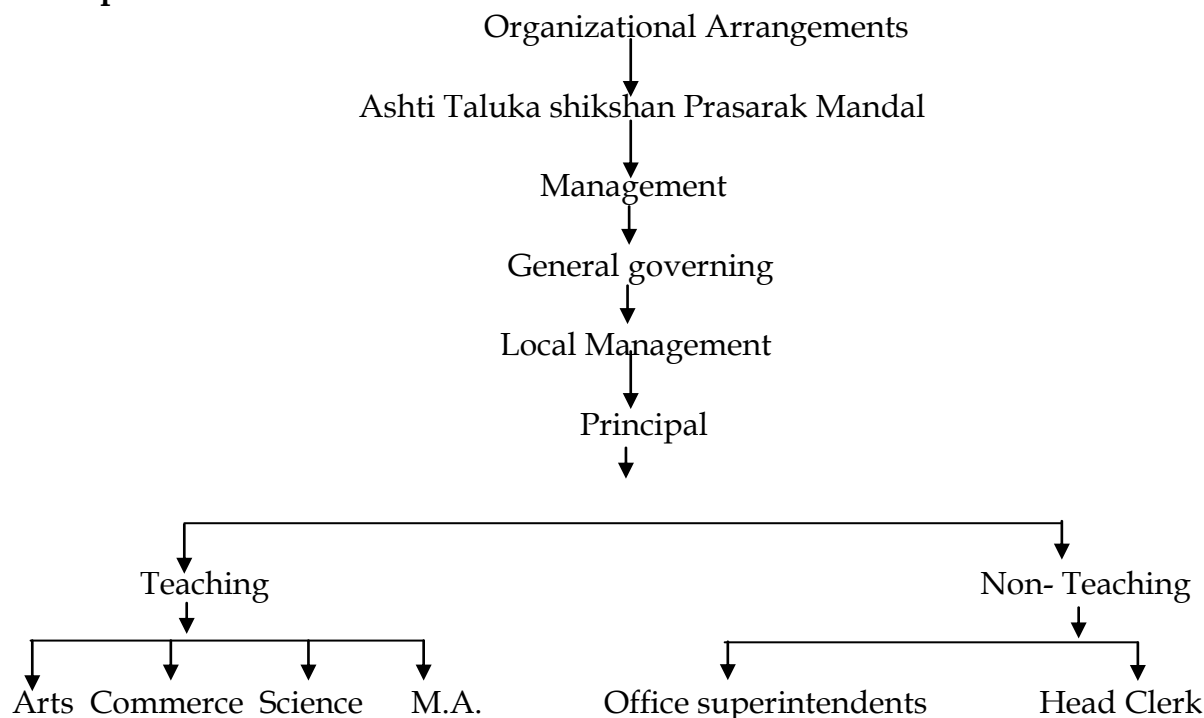 Organizational Arrangements
Ashti Taluka shikshan Prasarak Mandal
Management
General governing
Local Management
Principal
Teaching Non- Teaching
Arts Commerce Science M.A. Office superintendents Head Clerk